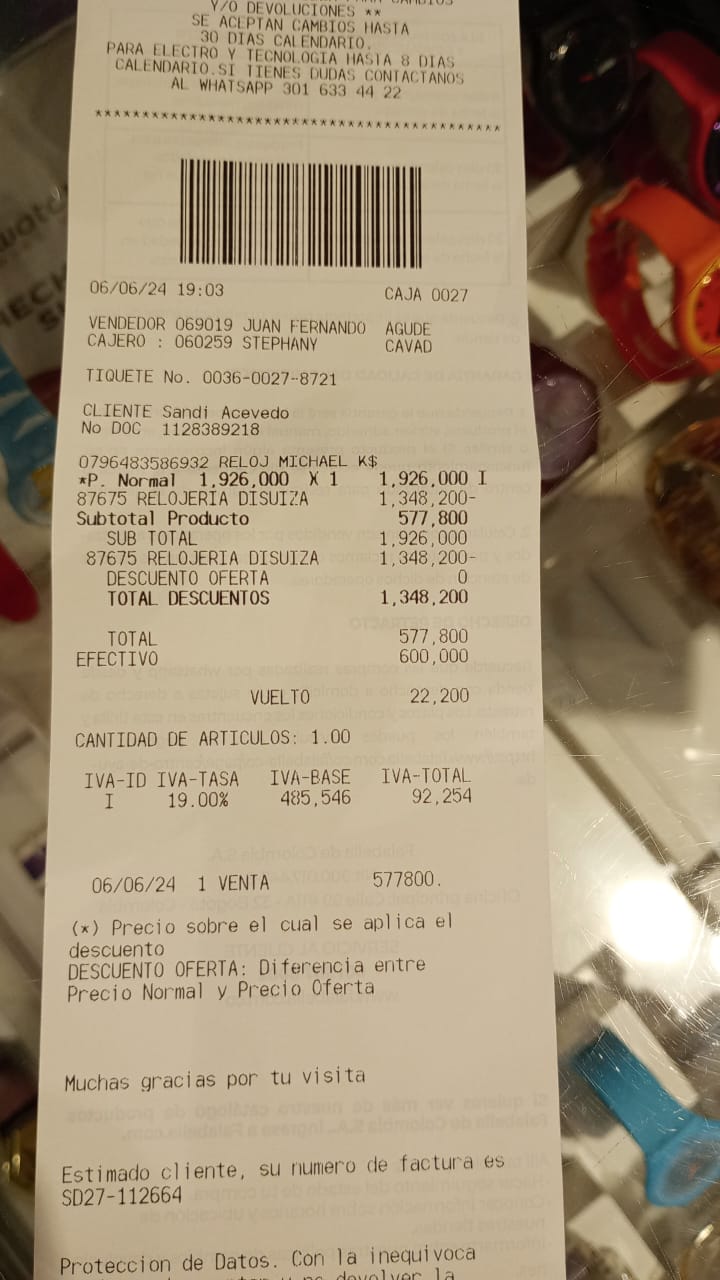 Y/O DEVOLUCIONES **
SE ACEPTAN CAMBIOS HASTA
30 DIAS CALENDARIO.
PARA ELECTRO Y TECNOLOGIA HASTA 8 DIAS
CALENDARIO.SI TIENES DUDAS CONTACTANOS
AL WHATSAPP 301 633 44 22
******************************************
06/06/24 19:03 CAJA 0027
VENDEDOR 069019 JUAN FERNANDO AGUDE
CAJERO : 060259 STEPHANY CAVAD
TIQUETE No. 0036-0027-8721
CLIENTE Sandi Acevedo
No DOC 1128389218
0796483586932 RELOJ MICHAEL K$
*P. Normal 1,926,000 X 1 1,926,000 I
87675 RELOJERIA DISUIZA 1,348,200-
Subtotal Producto 577,800
SUB TOTAL 1,926,000
87675 RELOJERIA DISUIZA 1,348,200-
DESCUENTO OFERTA 0
TOTAL DESCUENTOS 1,348,200
TOTAL 577,800
EFECTIVO 600,000
VUELTO 22,200
CANTIDAD DE ARTICULOS: 1.00
IVA-ID IVA-TASA IVA-BASE IVA-TOTAL
I 19.00% 485,546 92,254
06/06/24 1 VENTA 577800.
(*) Precio sobre el cual se aplica el
descuento
DESCUENTO OFERTA: Diferencia entre
Precio Normal y Precio Oferta
Muchas gracias por tu visita
Estimado cliente, su numero de factura es
SD27-112664
Proteccion de Datos. Con la inequivoca